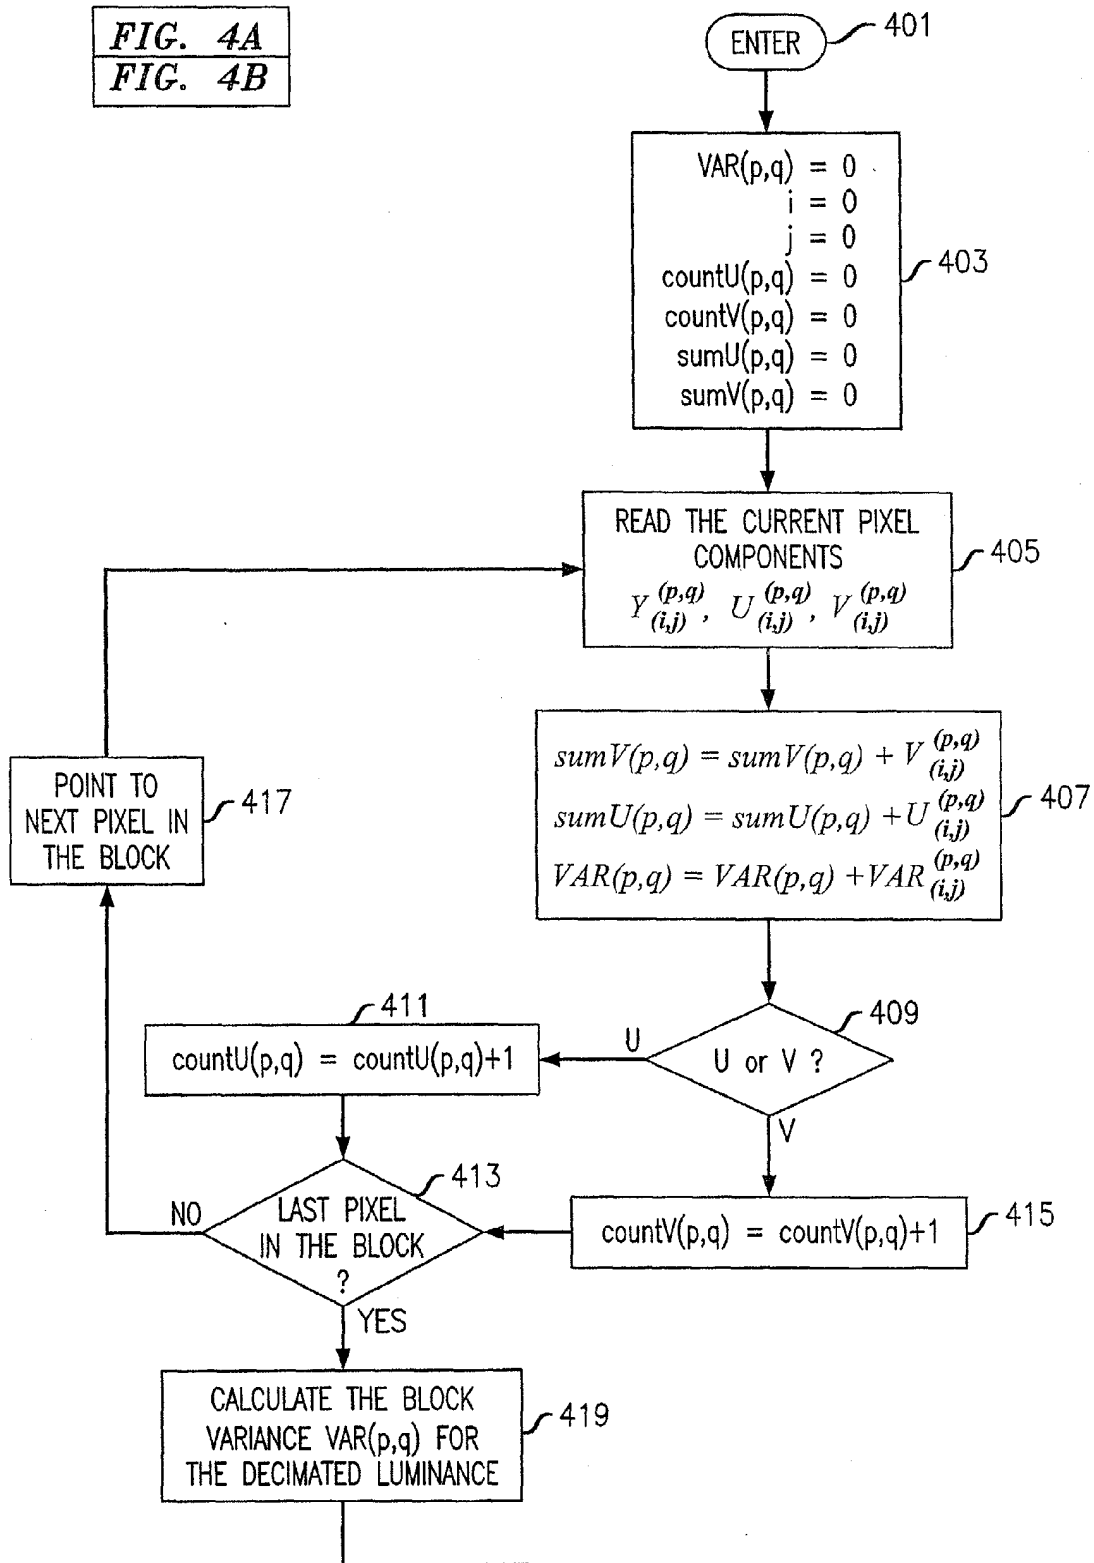 FIG. 4A
FIG. 4B
ENTER
401
VAR(p,q) = 0
i = 0
j = 0
countU(p,q) = 0
countV(p,q) = 0
sumU(p,q) = 0
sumV(p,q) = 0
403
READ THE CURRENT PIXEL
COMPONENTS
Y (p,q) (i,j), U (p,q) (i,j), V (p,q) (i,j)
405
sumV(p,q) = sumV(p,q) + V (p,q) (i,j)
sumU(p,q) = sumU(p,q) + U (p,q) (i,j)
VAR(p,q) = VAR(p,q) + VAR (p,q) (i,j)
407
POINT TO
NEXT PIXEL IN
THE BLOCK
417
409
U or V ?
U
V
411
countU(p,q) = countU(p,q)+1
413
LAST PIXEL
IN THE BLOCK
?
NO
YES
countV(p,q) = countV(p,q)+1
415
CALCULATE THE BLOCK
VARIANCE VAR(p,q) FOR
THE DECIMATED LUMINANCE
419